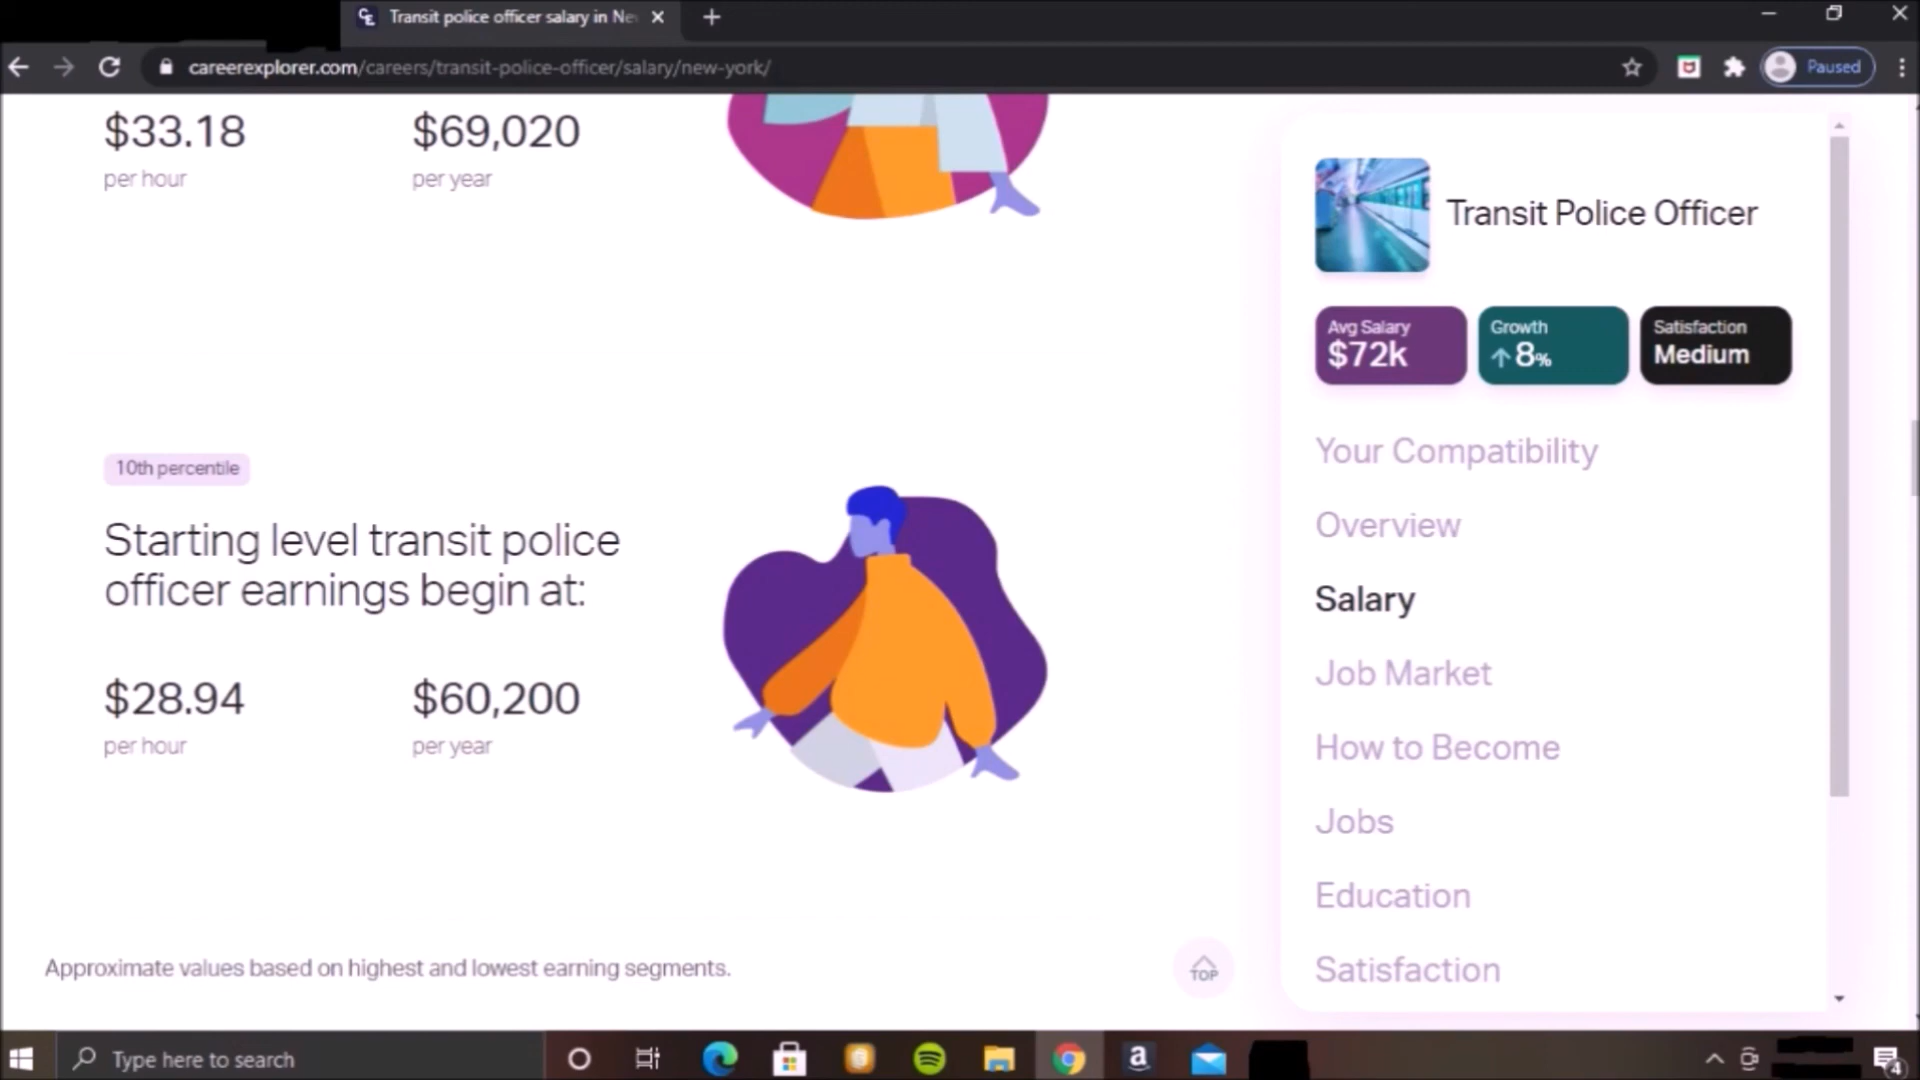 Transit police officer salary in Ne
careerexplorer.com/careers/transit-police-officer/salary/new-york/
Paused
$33.18
$69,020
per hour
per year
10th percentile
Starting level transit police
officer earnings begin at:
$28.94
$60,200
per hour
per year
Approximate values based on highest and lowest earning segments.
TOP
Transit Police Officer
Avg Salary
$72k
Growth
↑8%
Satisfaction
Medium
Your Compatibility
Overview
Salary
Job Market
How to Become
Jobs
Education
Satisfaction
Type here to search
4